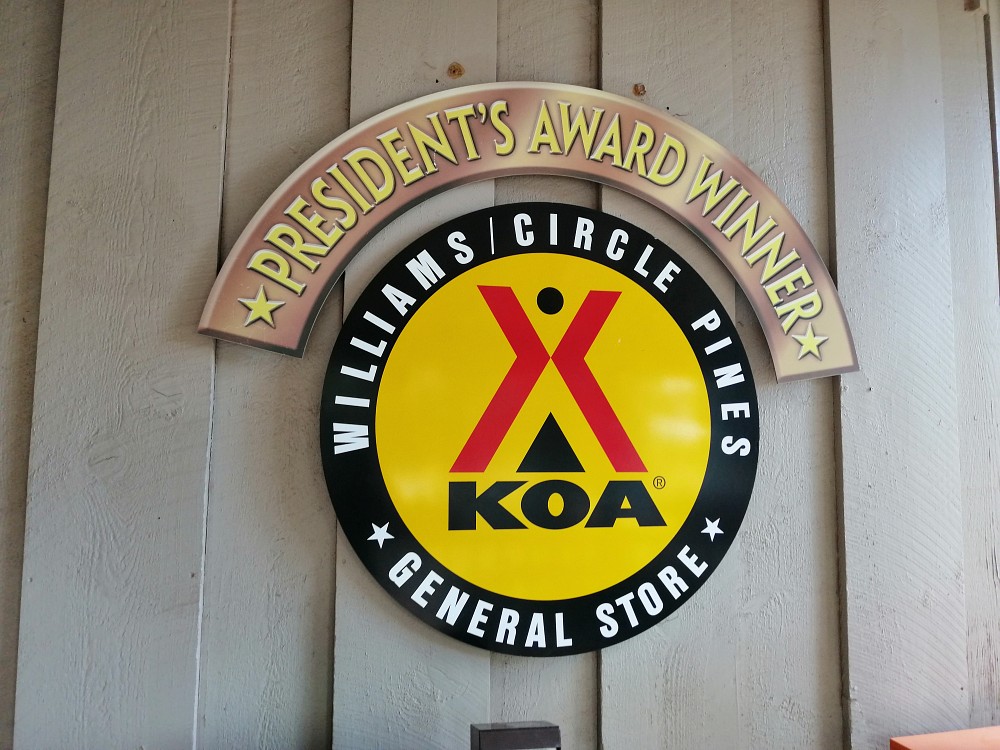 PRESIDENT'S AWARD WINNER
WILLIAMS/CIRCLE PINES
KOA®
GENERAL STORE